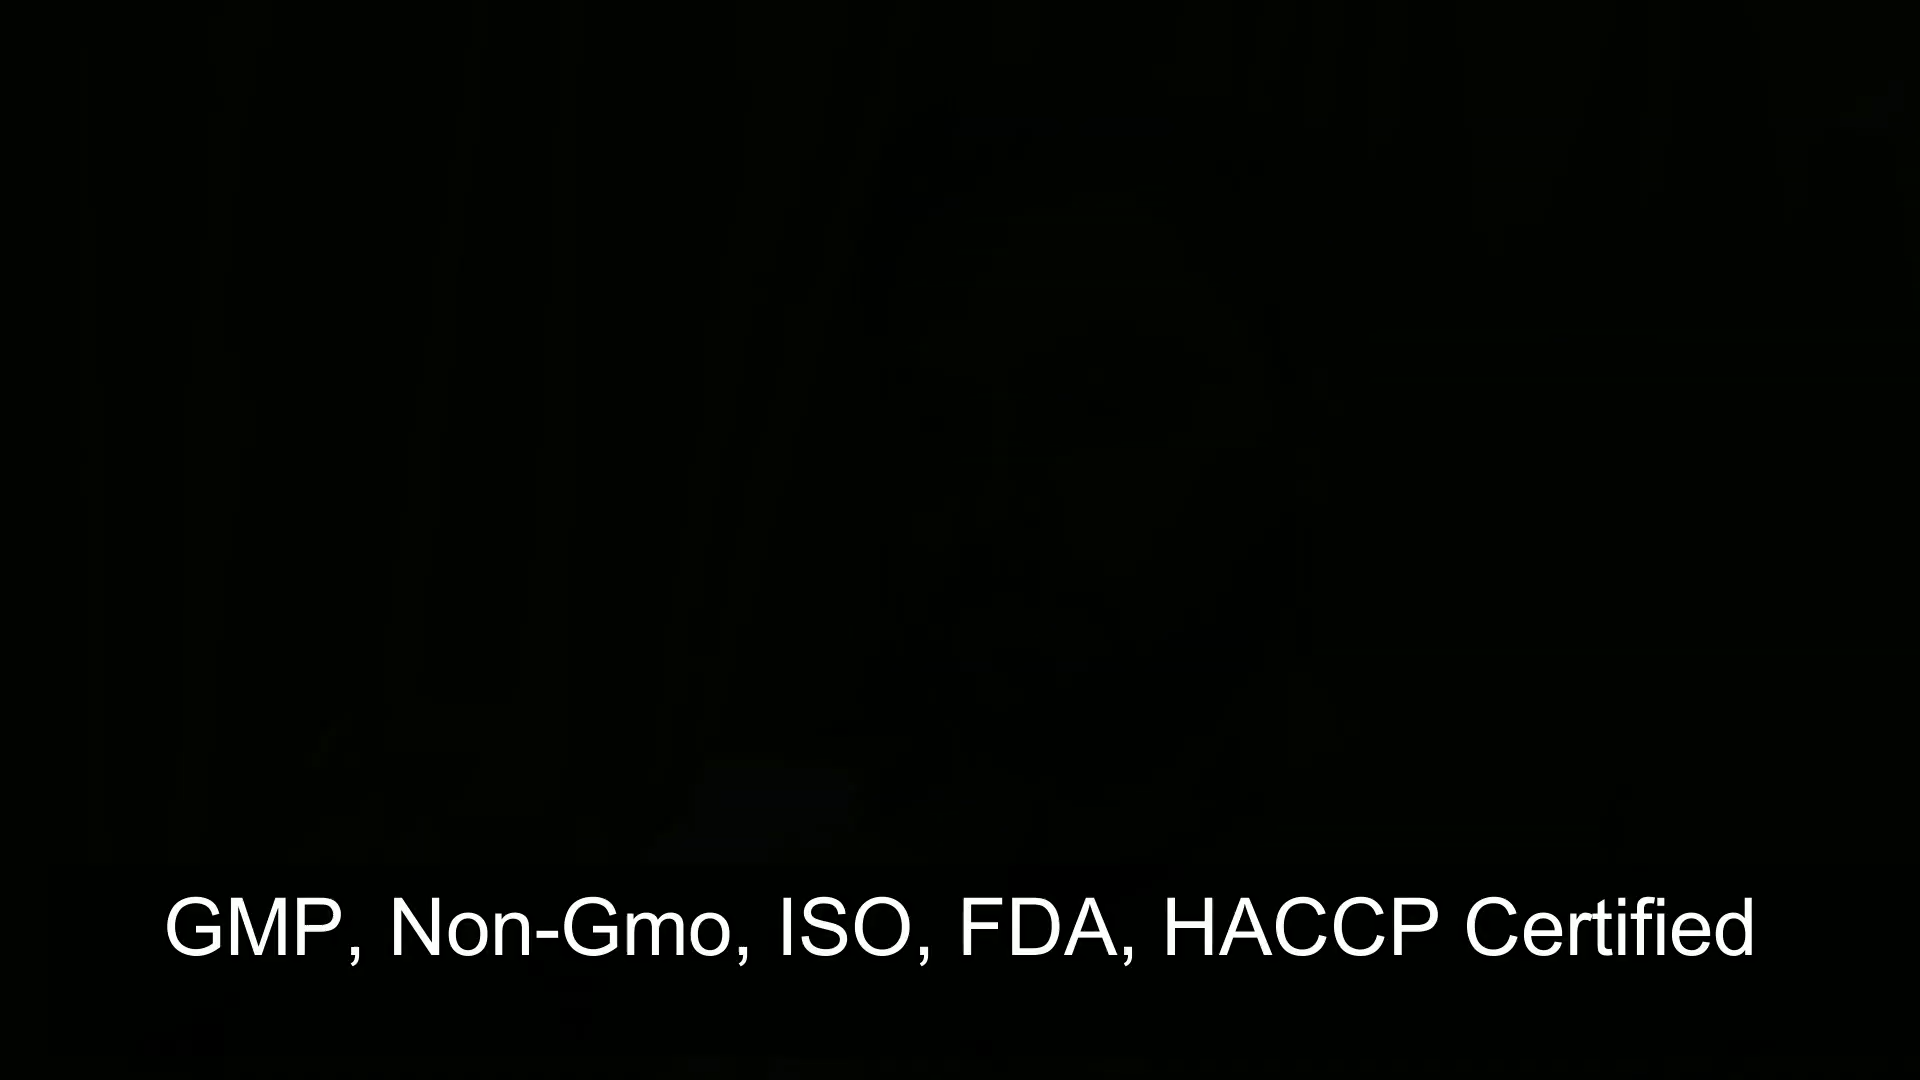 GMP, Non-Gmo, ISO, FDA, HACCP Certified